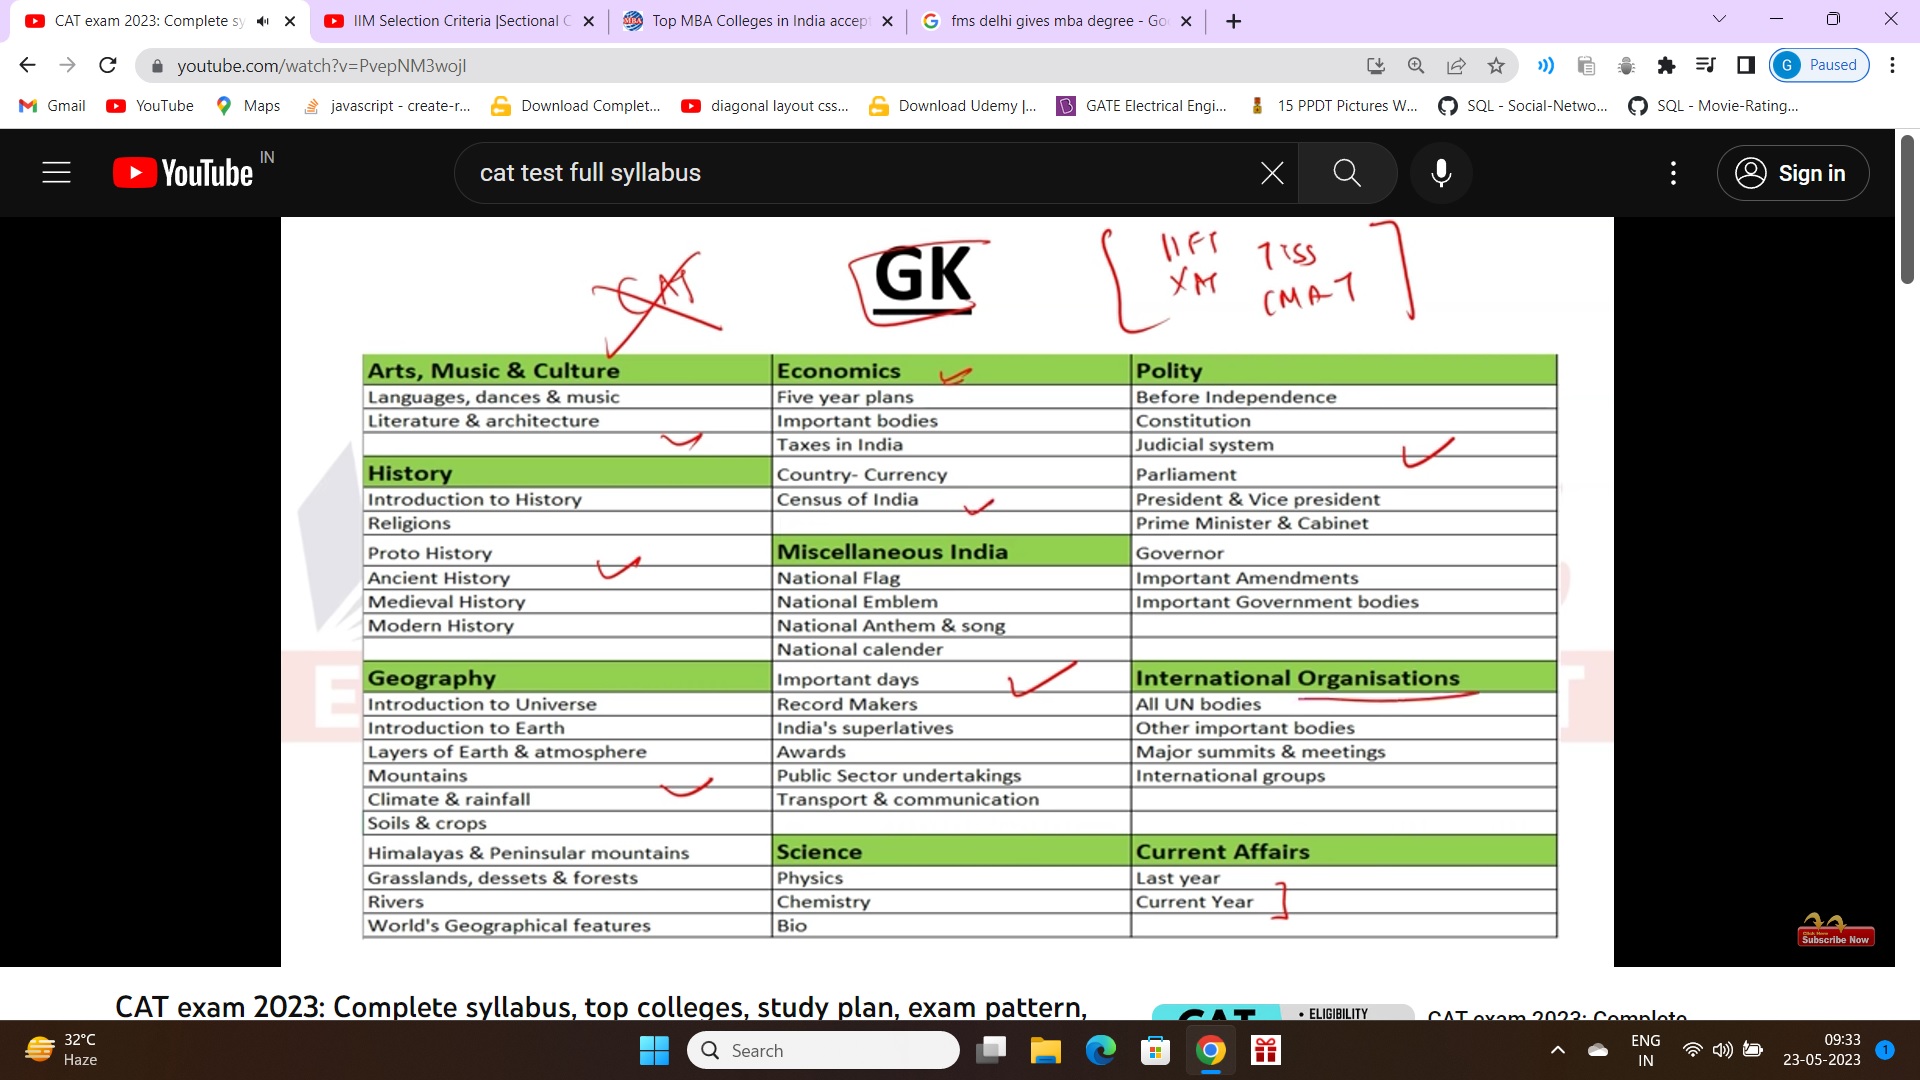 CAT exam 2023: Complete sy
IIM Selection Criteria |Sectional C
Top MBA Colleges in India accep
fms delhi gives mba degree - Go
youtube.com/watch?v=PvepNM3wojI
G Paused
Gmail
YouTube
Maps
javascript - create-r...
Download Complet...
diagonal layout css...
Download Udemy |...
GATE Electrical Engi...
15 PPDT Pictures W...
SQL - Social-Netwo...
SQL - Movie-Rating...
YouTube IN
cat test full syllabus
Sign in
CAT
GK
IIFT TISS
XAT CMAT
Arts, Music & Culture
Languages, dances & music
Literature & architecture
History
Introduction to History
Religions
Proto History
Ancient History
Medieval History
Modern History
Geography
Introduction to Universe
Introduction to Earth
Layers of Earth & atmosphere
Mountains
Climate & rainfall
Soils & crops
Himalayas & Peninsular mountains
Grasslands, dessets & forests
Rivers
World's Geographical features
Economics
Five year plans
Important bodies
Taxes in India
Country- Currency
Census of India
Miscellaneous India
National Flag
National Emblem
National Anthem & song
National calender
Important days
Record Makers
India's superlatives
Awards
Public Sector undertakings
Transport & communication
Science
Physics
Chemistry
Bio
Polity
Before Independence
Constitution
Judicial system
Parliament
President & Vice president
Prime Minister & Cabinet
Governor
Important Amendments
Important Government bodies
International Organisations
All UN bodies
Other important bodies
Major summits & meetings
International groups
Current Affairs
Last year
Current Year
Click Here
Subscribe Now
CAT exam 2023: Complete syllabus, top colleges, study plan, exam pattern,
CAT
• ELIGIBILITY
CAT exam 2023: Complete
32°C
Haze
Search
ENG
IN
09:33
23-05-2023
1